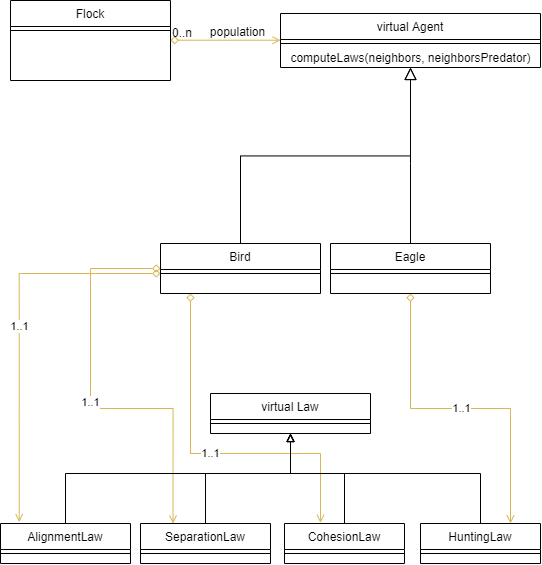 Flock
virtual Agent
0..n
population
computeLaws(neighbors, neighborsPredator)
Bird
Eagle
1..1
1..1
virtual Law
1..1
1..1
AlignmentLaw
SeparationLaw
CohesionLaw
HuntingLaw